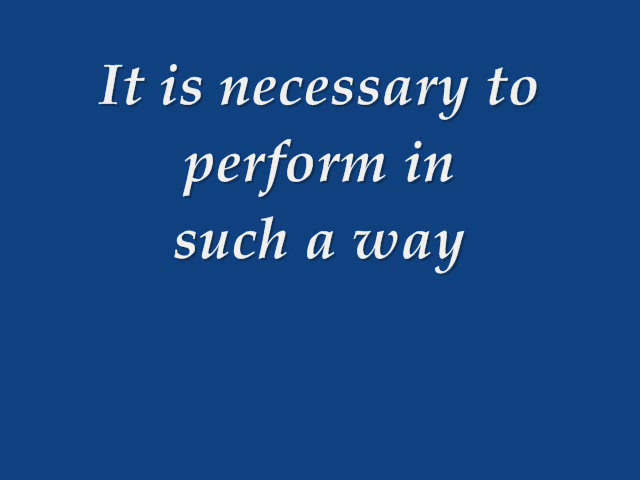 It is necessary to
perform in
such a way